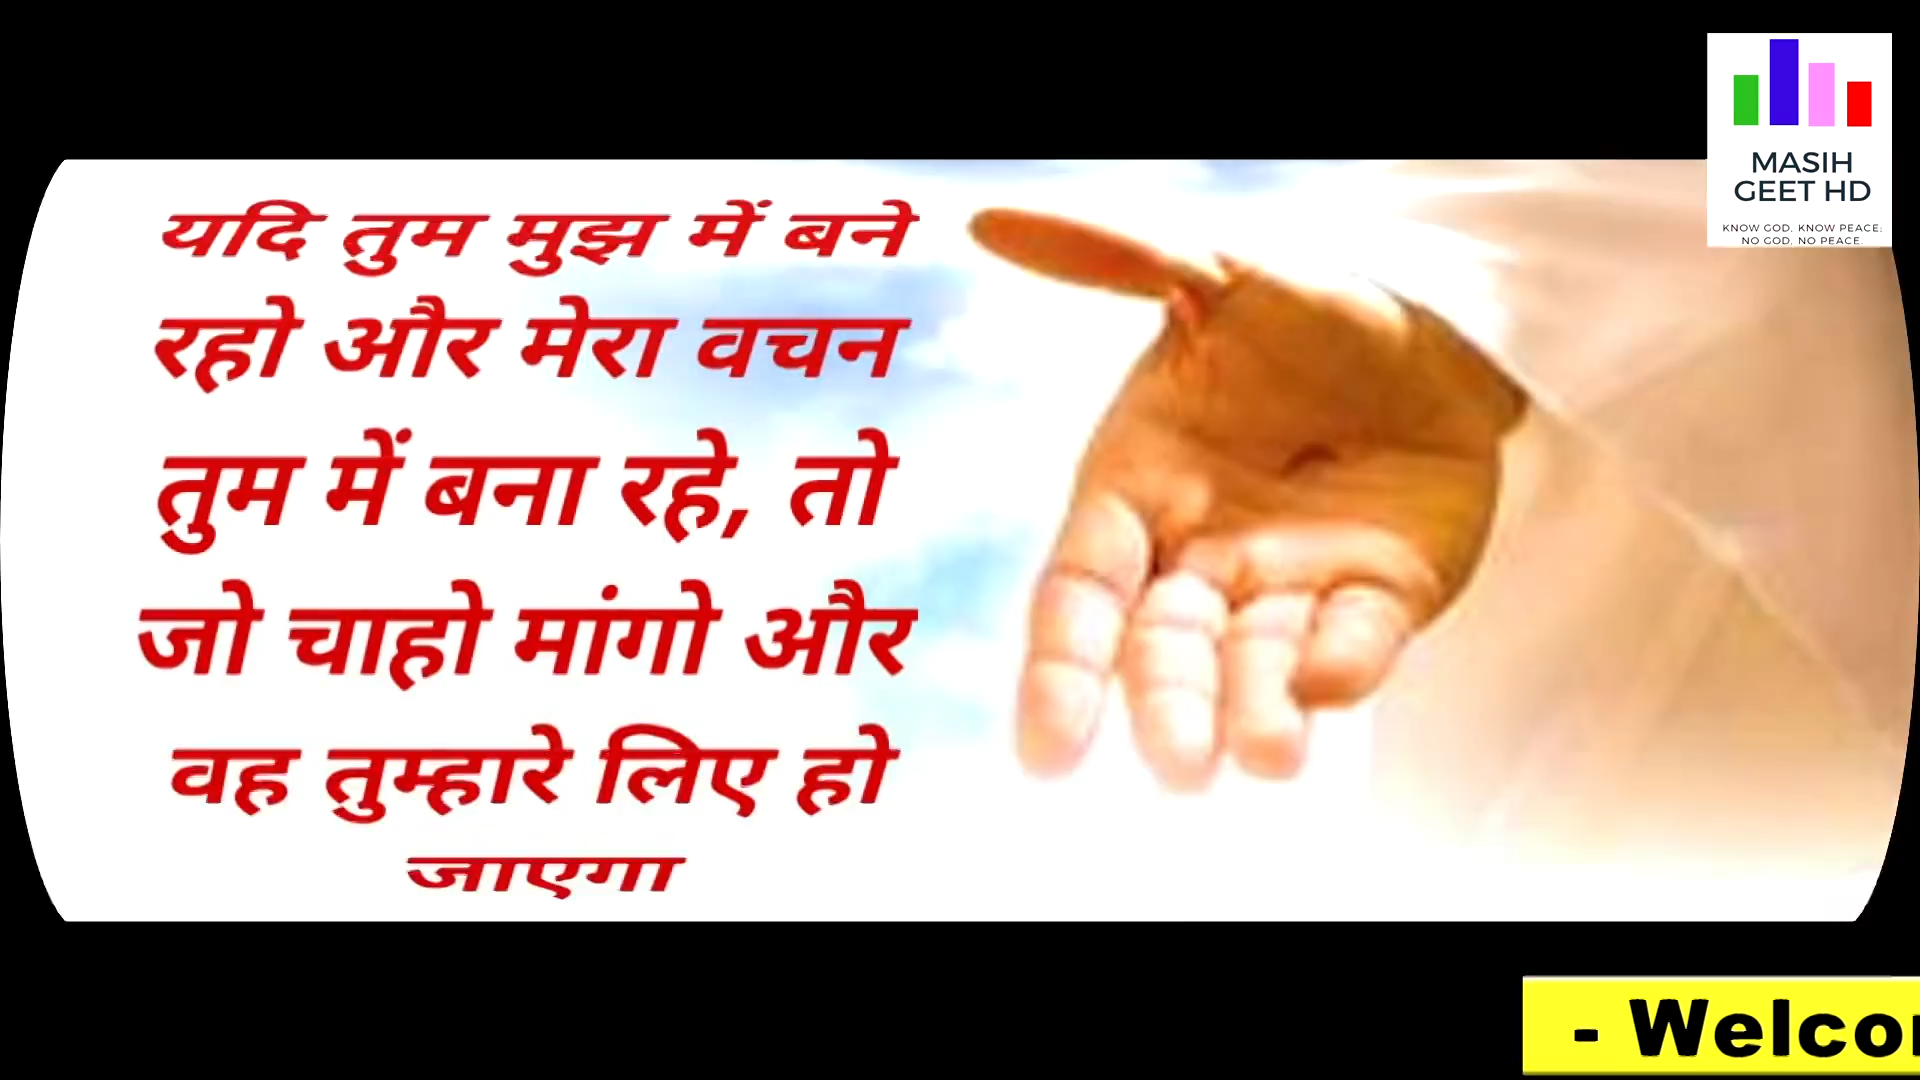 यदि तुम मुझ में बने
रहो और मेरा वचन
तुम में बना रहे, तो
जो चाहो मांगो और
वह तुम्हारे लिए हो
जाएगा
MASIH
GEET HD
KNOW GOD, KNOW PEACE;
NO GOD, NO PEACE.
- Welco